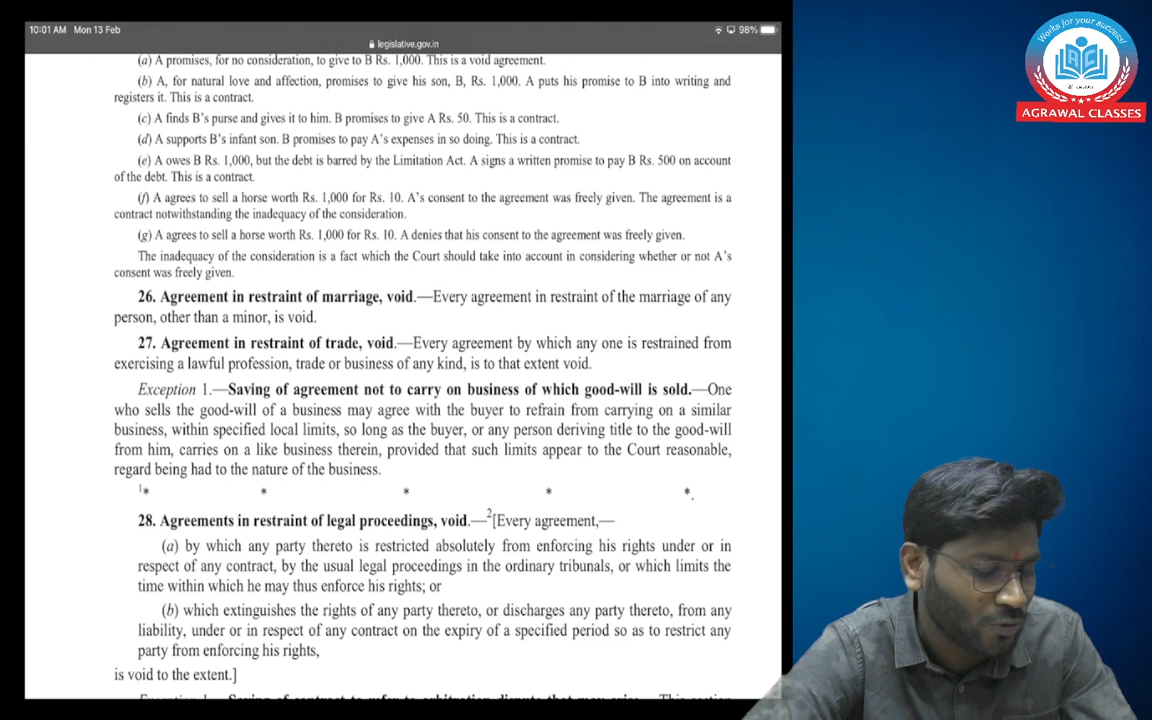 10:01 AM Mon 13 Feb
98%
legislative.gov.in
(a) A promises, for no consideration, to give to B Rs. 1,000. This is a void agreement.
(b) A, for natural love and affection, promises to give his son, B, Rs. 1,000. A puts his promise to B into writing and
registers it. This is a contract.
(c) A finds B's purse and gives it to him. B promises to give A Rs. 50. This is a contract.
(d) A supports B's infant son. B promises to pay A's expenses in so doing. This is a contract.
(e) A owes B Rs. 1,000, but the debt is barred by the Limitation Act. A signs a written promise to pay B Rs. 500 on account
of the debt. This is a contract.
(f) A agrees to sell a horse worth Rs. 1,000 for Rs. 10. A's consent to the agreement was freely given. The agreement is a
contract notwithstanding the inadequacy of the consideration.
(g) A agrees to sell a horse worth Rs. 1,000 for Rs. 10. A denies that his consent to the agreement was freely given.
The inadequacy of the consideration is a fact which the Court should take into account in considering whether or not A's
consent was freely given.
26. Agreement in restraint of marriage, void.—Every agreement in restraint of the marriage of any
person, other than a minor, is void.
27. Agreement in restraint of trade, void.—Every agreement by which any one is restrained from
exercising a lawful profession, trade or business of any kind, is to that extent void.
Exception 1.—Saving of agreement not to carry on business of which good-will is sold.—One
who sells the good-will of a business may agree with the buyer to refrain from carrying on a similar
business, within specified local limits, so long as the buyer, or any person deriving title to the good-will
from him, carries on a like business therein, provided that such limits appear to the Court reasonable,
regard being had to the nature of the business.
1* * * * *.
28. Agreements in restraint of legal proceedings, void.—2[Every agreement,—
(a) by which any party thereto is restricted absolutely from enforcing his rights under or in
respect of any contract, by the usual legal proceedings in the ordinary tribunals, or which limits the
time within which he may thus enforce his rights; or
(b) which extinguishes the rights of any party thereto, or discharges any party thereto, from any
liability, under or in respect of any contract on the expiry of a specified period so as to restrict any
party from enforcing his rights,
is void to the extent.]
Works for your success!
AC
AGRAWAL CLASSES